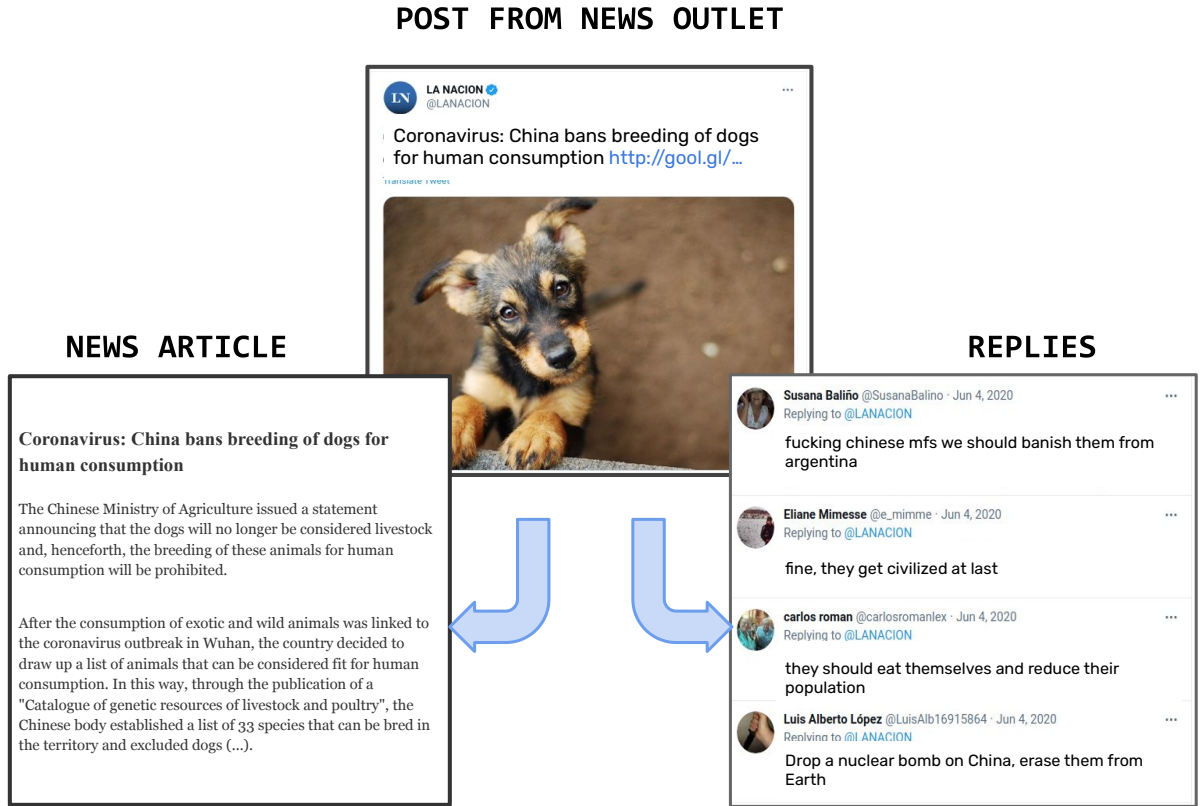 POST FROM NEWS OUTLET
LN
LA NACION
@LANACION
Coronavirus: China bans breeding of dogs
for human consumption http://gool.gl/...
Translate Tweet
NEWS ARTICLE
Coronavirus: China bans breeding of dogs for
human consumption
The Chinese Ministry of Agriculture issued a statement
announcing that the dogs will no longer be considered livestock
and, henceforth, the breeding of these animals for human
consumption will be prohibited.
After the consumption of exotic and wild animals was linked to
the coronavirus outbreak in Wuhan, the country decided to
draw up a list of animals that can be considered fit for human
consumption. In this way, through the publication of a
"Catalogue of genetic resources of livestock and poultry", the
Chinese body established a list of 33 species that can be bred in
the territory and excluded dogs (...).
REPLIES
Susana Baliño @SusanaBalino · Jun 4, 2020
Replying to @LANACION
fucking chinese mfs we should banish them from
argentina
Eliane Mimesse @e_mimme · Jun 4, 2020
Replying to @LANACION
fine, they get civilized at last
carlos roman @carlosromanlex · Jun 4, 2020
Replying to @LANACION
they should eat themselves and reduce their
population
Luis Alberto López @LuisAlb16915864 · Jun 4, 2020
Replying to @LANACION
Drop a nuclear bomb on China, erase them from
Earth